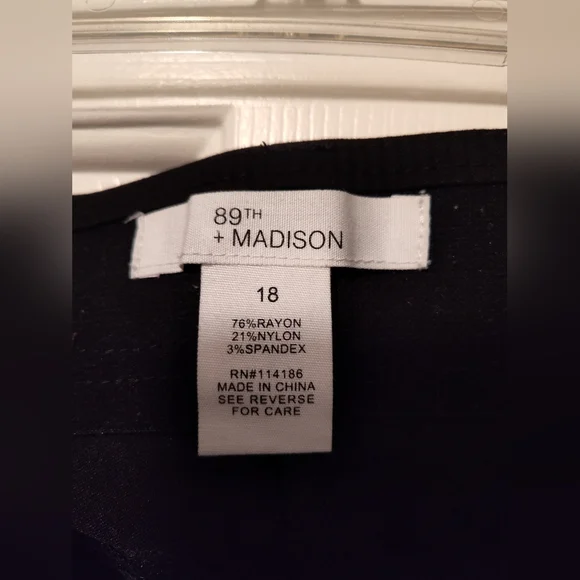 89TH
+ MADISON
18
76%RAYON
21%NYLON
3%SPANDEX
RN#114186
MADE IN CHINA
SEE REVERSE
FOR CARE